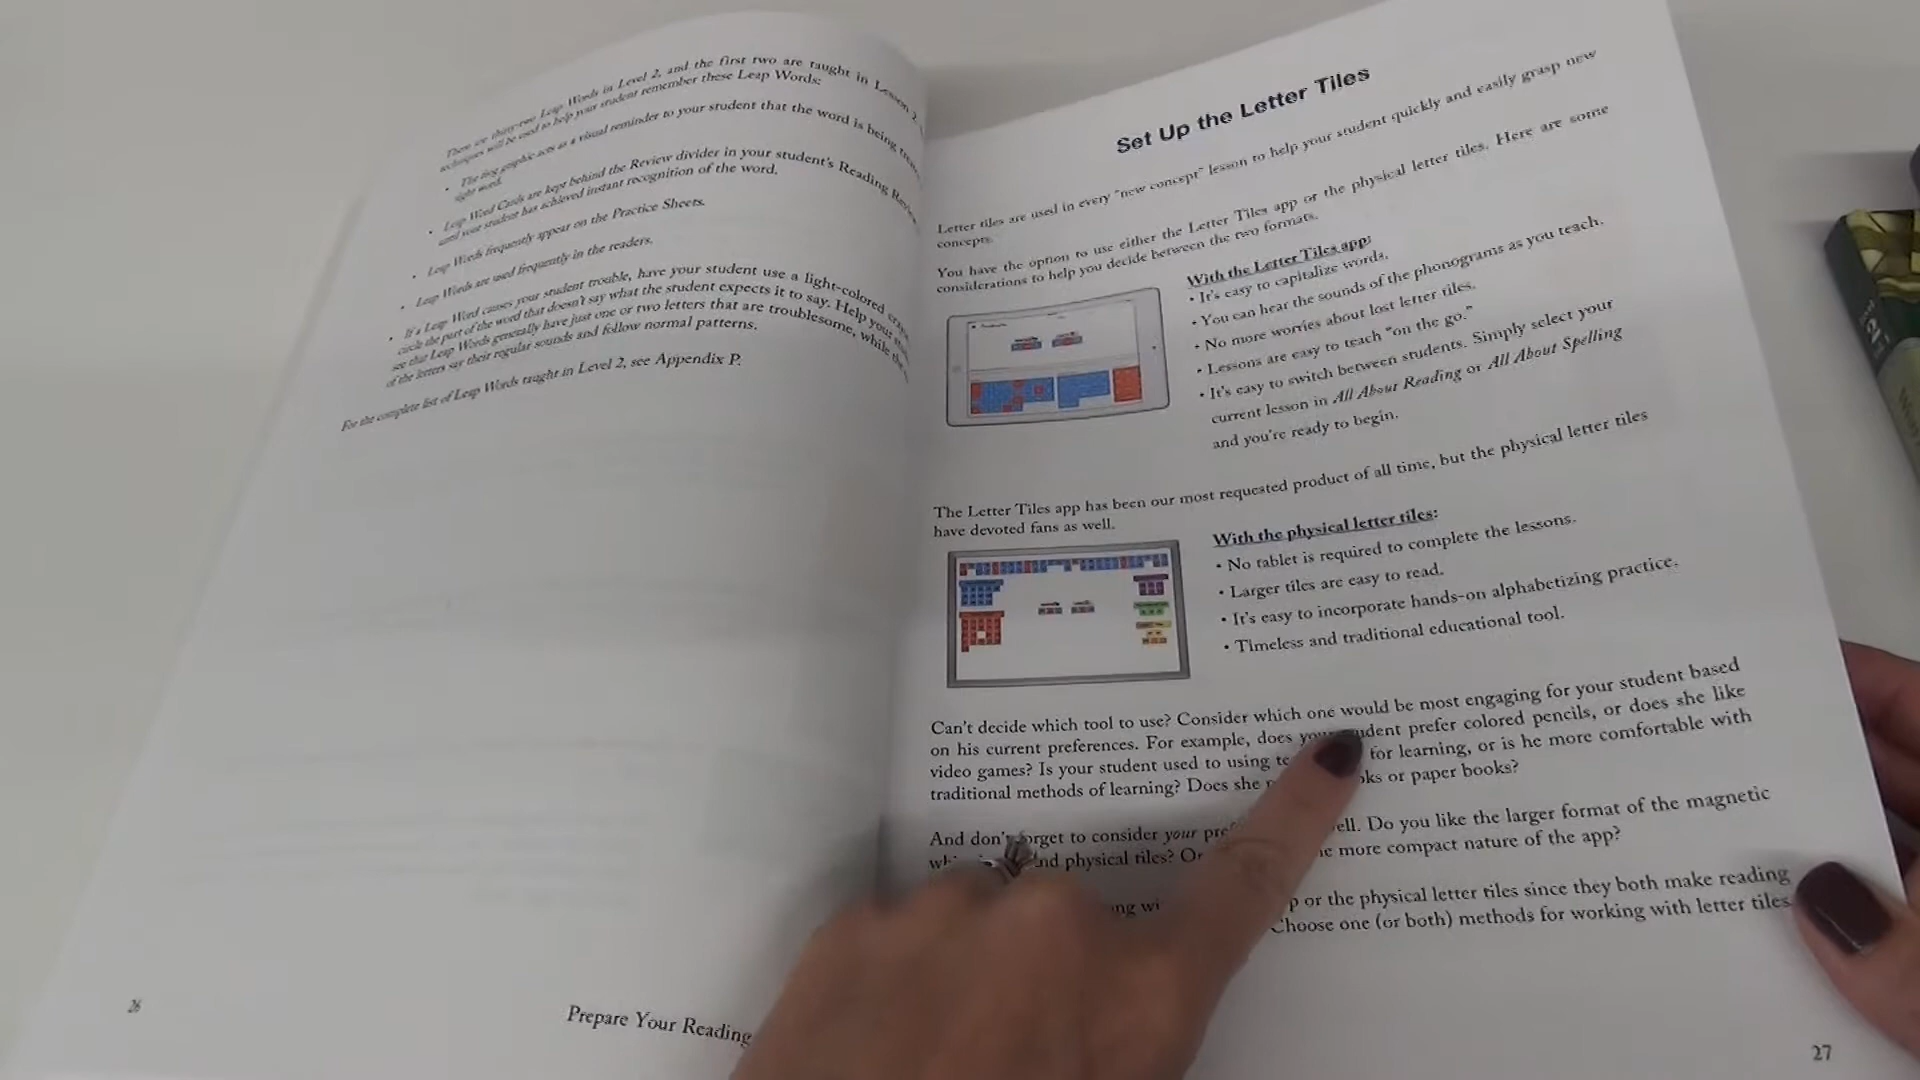 There are thirty-two Leap Words in Level 2, and the first two are taught in Lesson 2.
techniques will be used to help your student remember these Leap Words:
• The frog graphic acts as a visual reminder to your student that the word is being
sight word.
• Leap Word Cards are kept behind the Review divider in your student's Reading Review
until your student has achieved instant recognition of the word.
• Leap Words frequently appear on the Practice Sheets.
• Leap Words are used frequently in the readers.
• If a Leap Word causes your student trouble, have your student use a light-colored
circle the part of the word that doesn't say what the student expects it to say. Help your
see that Leap Words generally have just one or two letters that are troublesome, while the
of the letters say their regular sounds and follow normal patterns.
For the complete list of Leap Words taught in Level 2, see Appendix P.
26
Prepare Your Reading
Set Up the Letter Tiles
Letter tiles are used in every "new concept" lesson to help your student quickly and easily grasp new
concepts.
You have the option to use either the Letter Tiles app or the physical letter tiles. Here are some
considerations to help you decide between the two formats.
With the Letter Tiles app:
• It's easy to capitalize words.
• You can hear the sounds of the phonograms as you teach.
• No more worries about lost letter tiles.
• Lessons are easy to teach "on the go."
• It's easy to switch between students. Simply select your
current lesson in All About Reading or All About Spelling
and you're ready to begin.
The Letter Tiles app has been our most requested product of all time, but the physical letter tiles
have devoted fans as well.
With the physical letter tiles:
• No tablet is required to complete the lessons.
• Larger tiles are easy to read.
• It's easy to incorporate hands-on alphabetizing practice.
• Timeless and traditional educational tool.
Can't decide which tool to use? Consider which one would be most engaging for your student based
on his current preferences. For example, does your student prefer colored pencils, or does she like
video games? Is your student used to using for learning, or is he more comfortable with
traditional methods of learning? Does she or paper books?
And don't forget to consider your Do you like the larger format of the magnetic
and physical tiles? Or more compact nature of the app?
or the physical letter tiles since they both make reading
Choose one (or both) methods for working with letter tiles
27